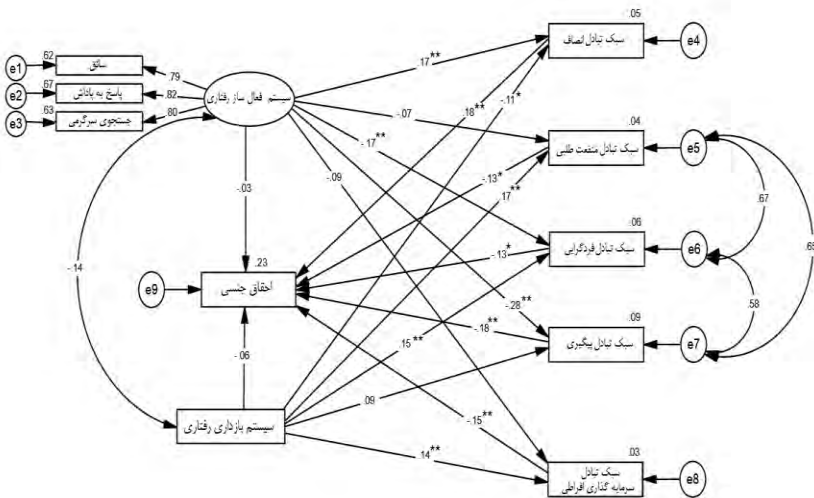 .05
سبک تبادل انصاف
e4
.62
e1
سائق
.79
.67
e2
پاسخ به پاداش
.82
.63
e3
جستجوی سرگرمی
.80
سیستم فعال ساز رفتاری
.17**
-.11*
.18**
-.07
.04
سبک تبادل منفعت طلبی
e5
-.17**
-.09
-.13*
.17**
.67
.65
-.03
.06
سبک تبادل فردگرایی
e6
-.14
.23
e9
احقاق جنسی
-.13*
.58
-.28**
.09
سبک تبادل پیگیری
e7
-.18**
.15**
-.06
.09
سیستم بازداری رفتاری
-.15**
.14**
.03
سبک تبادل
سرمایه گذاری افراطی
e8